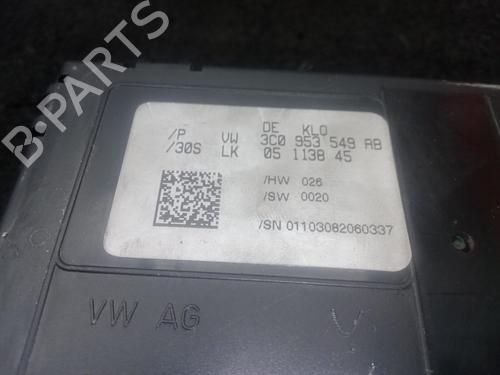 B-PARTS
DE KLO
/P VW 3C0 953 549 AB
/30S LK 05 1138 45
/HW 026
/SW 0020
/SN 01103082060337
VW AG